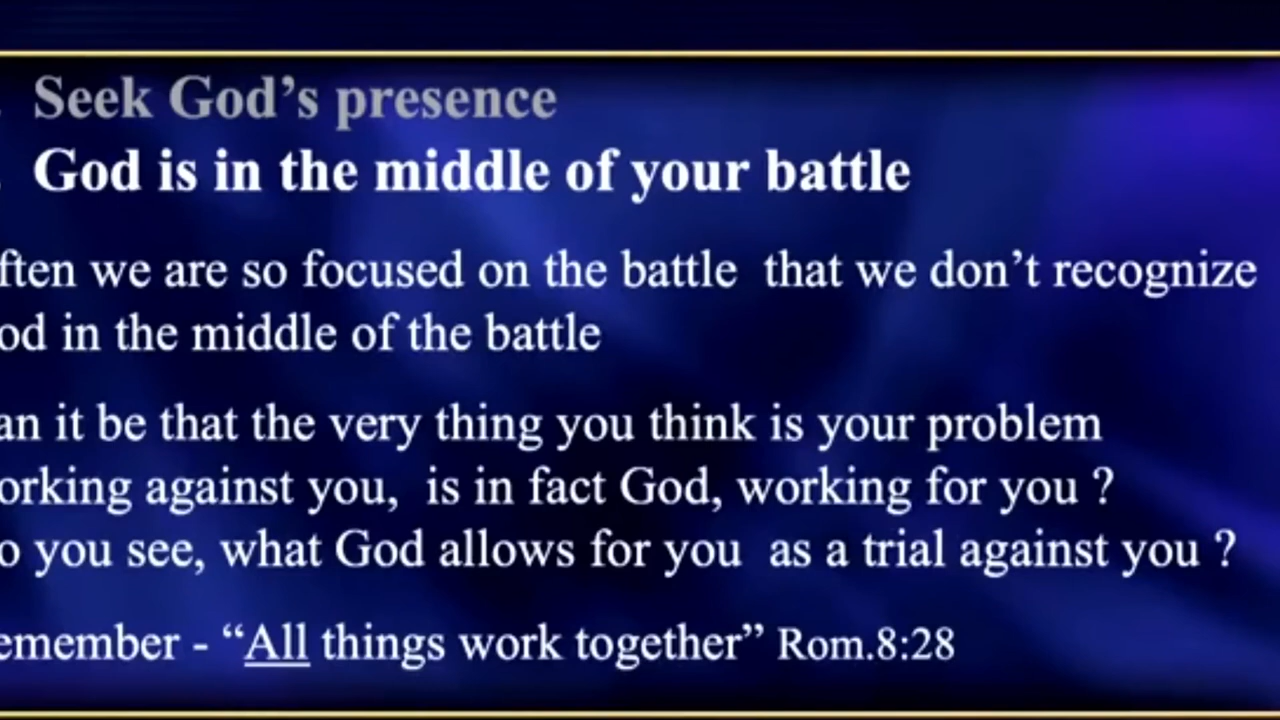 . Seek God’s presence
. God is in the middle of your battle
ften we are so focused on the battle that we don’t recognize
od in the middle of the battle
an it be that the very thing you think is your problem
orking against you, is in fact God, working for you ?
o you see, what God allows for you as a trial against you ?
emember - “All things work together” Rom.8:28